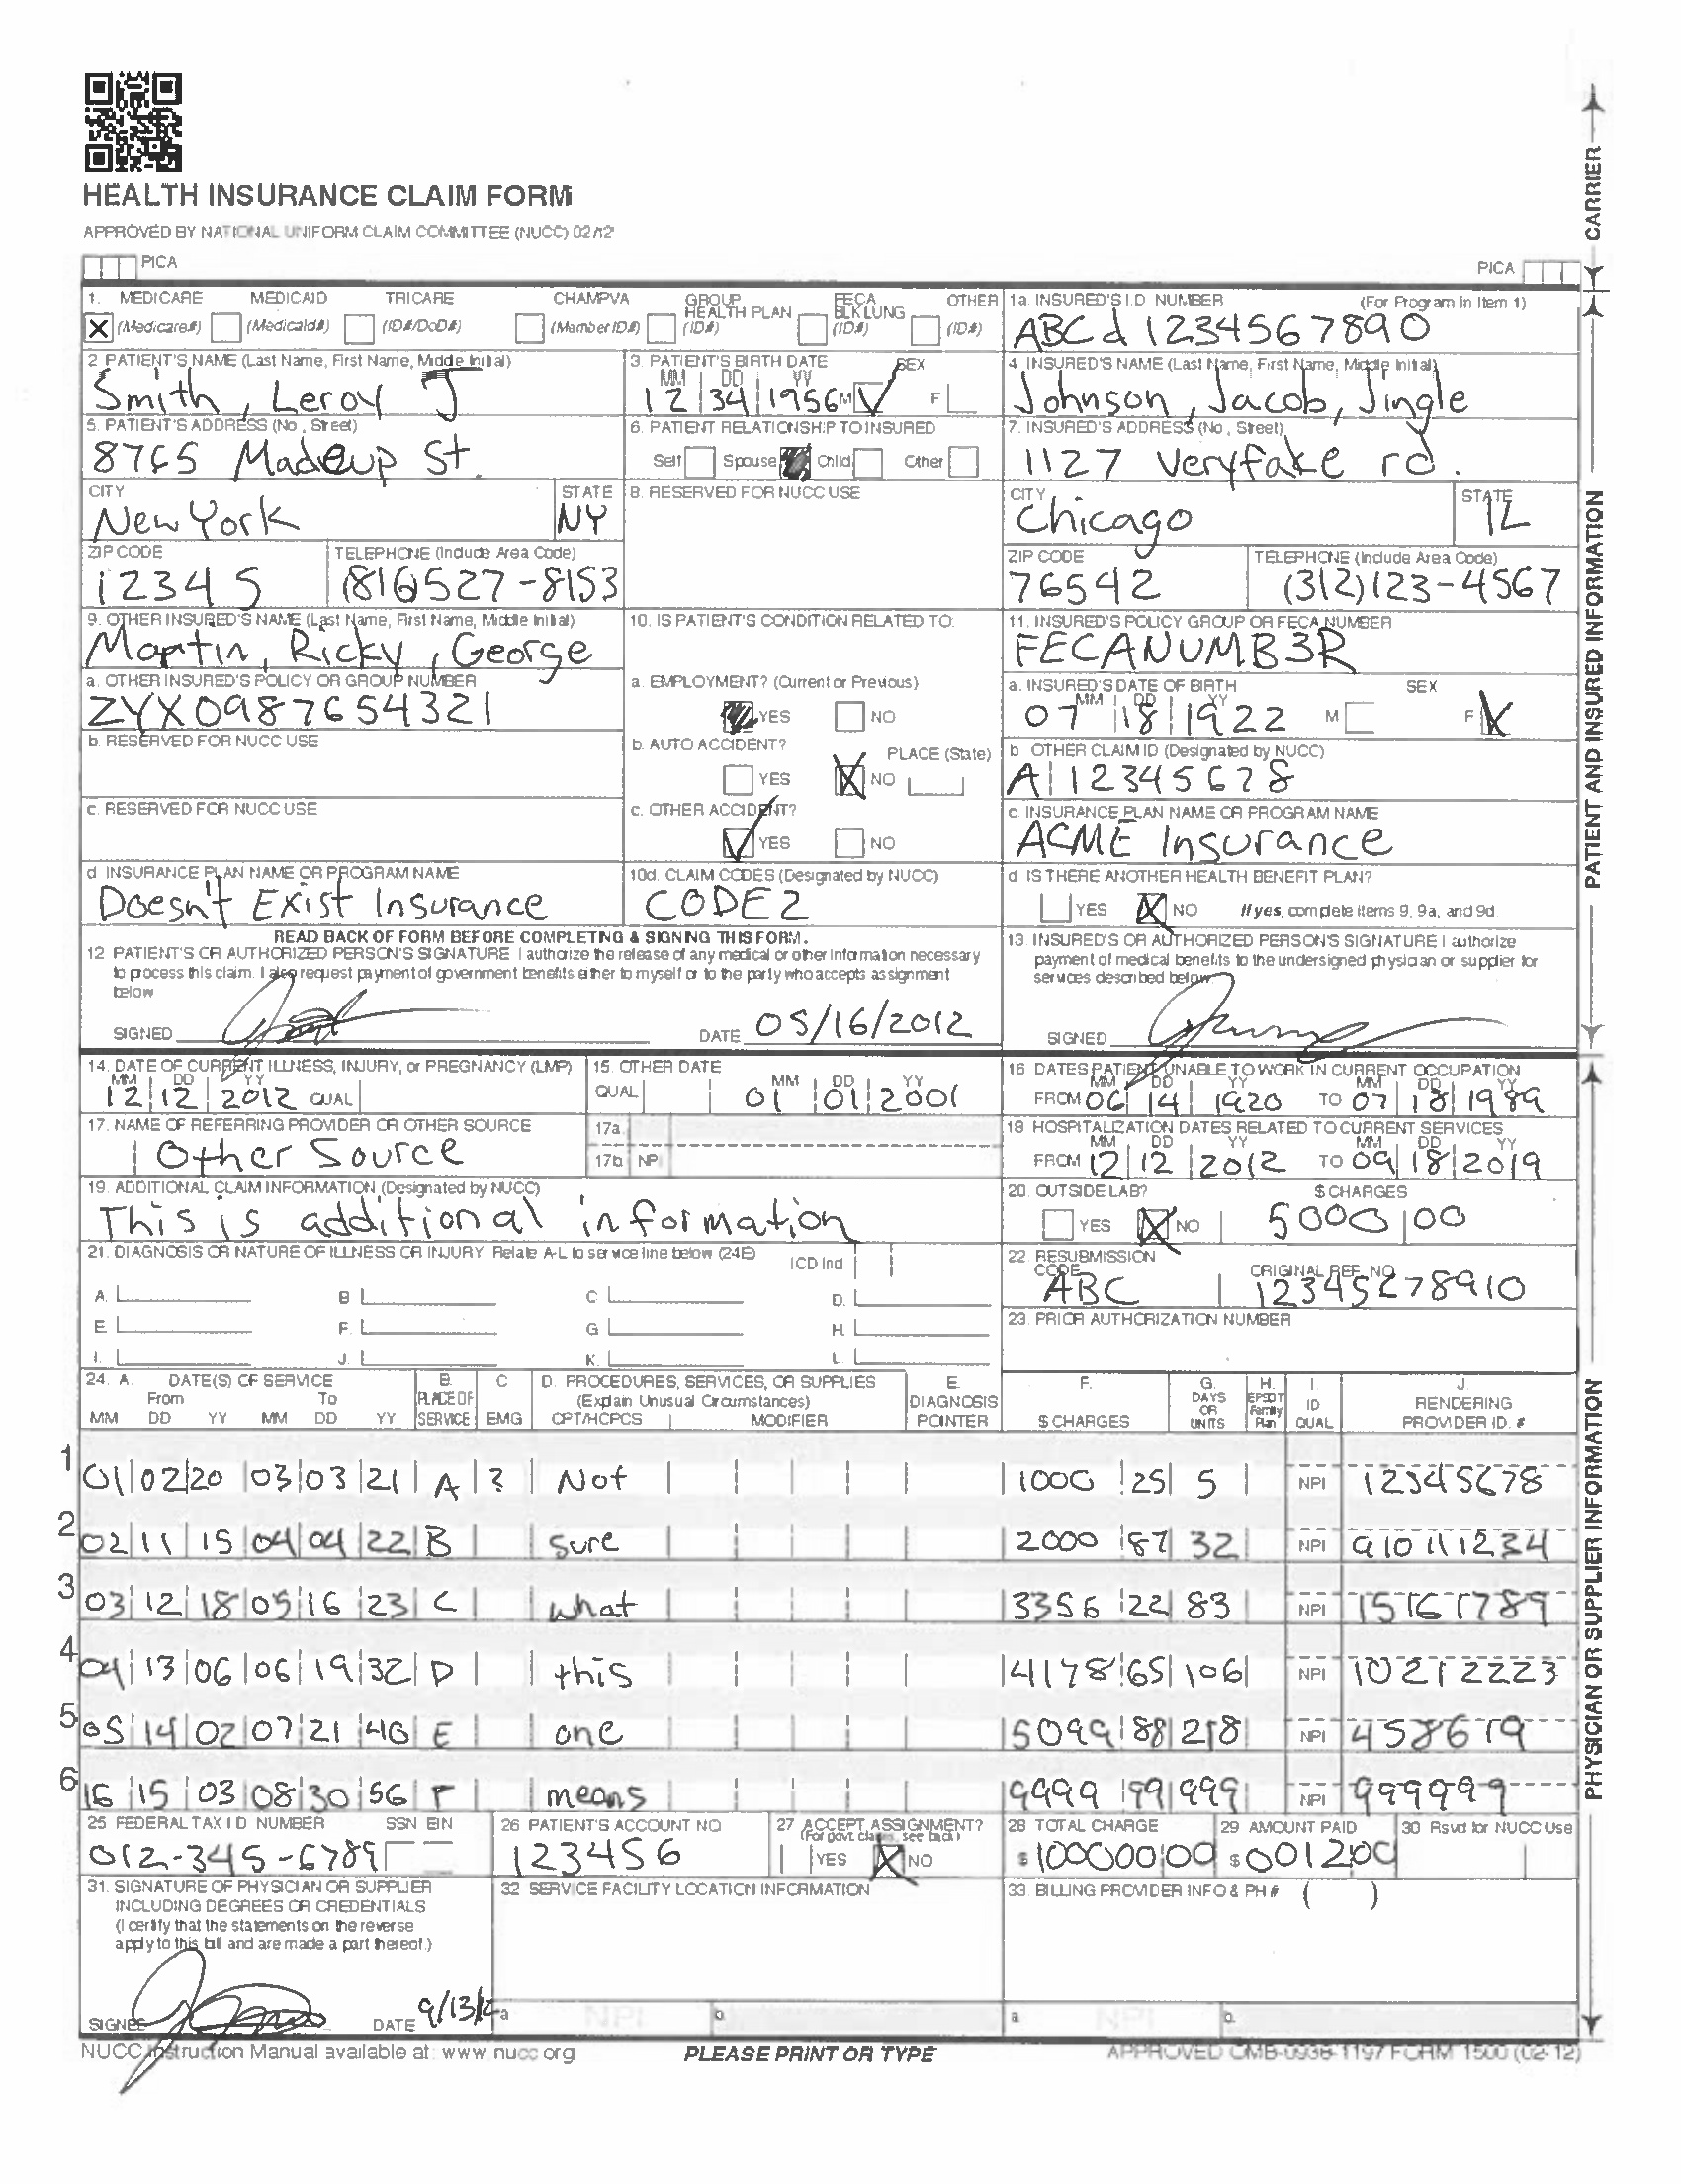 HEALTH INSURANCE CLAIM FORM
APPROVED BY NATIONAL UNIFORM CLAIM COMMITTEE (NUCC) 02/12
PICA
PICA
CARRIER
1. MEDICARE MEDICAID TRICARE CHAMPVA GROUP HEALTH PLAN FECA BLK LUNG OTHER
X (Medicare#) (Medicaid#) (ID#/DoD#) (Member ID#) (ID#) (ID#) (ID#)
1a. INSURED'S I.D. NUMBER (For Program in Item 1)
ABCd 1234567890
2. PATIENT'S NAME (Last Name, First Name, Middle Initial)
Smith, Leroy J
3. PATIENT'S BIRTH DATE SEX
MM DD YY
12 34 1956 M F
4. INSURED'S NAME (Last Name, First Name, Middle Initial)
Johnson, Jacob, Jingle
5. PATIENT'S ADDRESS (No., Street)
8765 Madeup St.
6. PATIENT RELATIONSHIP TO INSURED
Self Spouse Child Other
7. INSURED'S ADDRESS (No., Street)
1127 Veryfake rd.
CITY STATE
New York NY
8. RESERVED FOR NUCC USE
CITY STATE
Chicago IL
ZIP CODE TELEPHONE (Include Area Code)
12345 (816)527-8153
ZIP CODE TELEPHONE (Include Area Code)
76542 (312)123-4567
9. OTHER INSURED'S NAME (Last Name, First Name, Middle Initial)
Martin, Ricky, George
10. IS PATIENT'S CONDITION RELATED TO:
11. INSURED'S POLICY GROUP OR FECA NUMBER
FECANUMB3R
a. OTHER INSURED'S POLICY OR GROUP NUMBER
ZYX0987654321
a. EMPLOYMENT? (Current or Previous)
YES NO
a. INSURED'S DATE OF BIRTH SEX
MM DD YY
07 18 1922 M F X
b. RESERVED FOR NUCC USE
b. AUTO ACCIDENT? PLACE (State)
YES X NO
b. OTHER CLAIM ID (Designated by NUCC)
A 12345678
c. RESERVED FOR NUCC USE
c. OTHER ACCIDENT?
YES NO
c. INSURANCE PLAN NAME OR PROGRAM NAME
ACME Insurance
d. INSURANCE PLAN NAME OR PROGRAM NAME
Doesn't Exist Insurance
10d. CLAIM CODES (Designated by NUCC)
CODE2
d. IS THERE ANOTHER HEALTH BENEFIT PLAN?
YES X NO If yes, complete items 9, 9a, and 9d.
READ BACK OF FORM BEFORE COMPLETING & SIGNING THIS FORM.
12. PATIENT'S OR AUTHORIZED PERSON'S SIGNATURE I authorize the release of any medical or other information necessary
to process this claim. I also request payment of government benefits either to myself or to the party who accepts assignment
below.
SIGNED DATE 05/16/2012
13. INSURED'S OR AUTHORIZED PERSON'S SIGNATURE I authorize
payment of medical benefits to the undersigned physician or supplier for
services described below.
SIGNED
PATIENT AND INSURED INFORMATION
14. DATE OF CURRENT ILLNESS, INJURY, or PREGNANCY (LMP)
MM DD YY
12 12 2012 QUAL
15. OTHER DATE
QUAL MM DD YY
01 01 2001
16. DATES PATIENT UNABLE TO WORK IN CURRENT OCCUPATION
MM DD YY MM DD YY
FROM 06 14 1920 TO 07 18 1989
17. NAME OF REFERRING PROVIDER OR OTHER SOURCE
Other Source
17a.
17b. NPI
18. HOSPITALIZATION DATES RELATED TO CURRENT SERVICES
MM DD YY MM DD YY
FROM 12 12 2012 TO 09 18 2019
19. ADDITIONAL CLAIM INFORMATION (Designated by NUCC)
This is additional information
20. OUTSIDE LAB? $ CHARGES
YES X NO 5000 00
21. DIAGNOSIS OR NATURE OF ILLNESS OR INJURY Relate A-L to service line below (24E) ICD Ind
A. B. C. D.
E. F. G. H.
I. J. K. L.
22. RESUBMISSION CODE ORIGINAL REF. NO.
ABC 12345678910
23. PRIOR AUTHORIZATION NUMBER
24. A. DATE(S) OF SERVICE B. C. D. PROCEDURES, SERVICES, OR SUPPLIES E. F. G. H. I. J.
From To PLACE OF (Explain Unusual Circumstances) DIAGNOSIS DAYS OR EPSDT Family ID RENDERING
MM DD YY MM DD YY SERVICE EMG CPT/HCPCS MODIFIER POINTER $ CHARGES UNITS Plan QUAL. PROVIDER ID. #
1 01 02 20 03 03 21 A ? Not 1000 25 5 NPI 12345678
2 02 11 15 04 04 22 B Sure 2000 87 32 NPI 910111234
3 03 12 18 05 16 23 C what 3356 22 83 NPI 15161789
4 04 13 06 06 19 32 D this 4178 65 106 NPI 10212223
5 05 14 02 07 21 40 E one 5099 88 218 NPI 458679
6 16 15 03 08 30 56 F means 9999 99 999 NPI 999999
25. FEDERAL TAX I.D. NUMBER SSN EIN
012-345-6789
26. PATIENT'S ACCOUNT NO.
123456
27. ACCEPT ASSIGNMENT?
(For govt. claims, see back)
YES X NO
28. TOTAL CHARGE
$ 100000 00
29. AMOUNT PAID
$ 0012 00
30. Rsvd for NUCC Use
31. SIGNATURE OF PHYSICIAN OR SUPPLIER
INCLUDING DEGREES OR CREDENTIALS
(I certify that the statements on the reverse
apply to this bill and are made a part thereof.)
SIGNED DATE 9/13/12
32. SERVICE FACILITY LOCATION INFORMATION
a. NPI b.
33. BILLING PROVIDER INFO & PH # ( )
a. NPI b.
PHYSICIAN OR SUPPLIER INFORMATION
NUCC Instruction Manual available at: www.nucc.org
PLEASE PRINT OR TYPE
APPROVED OMB-0938-1197 FORM 1500 (02-12)